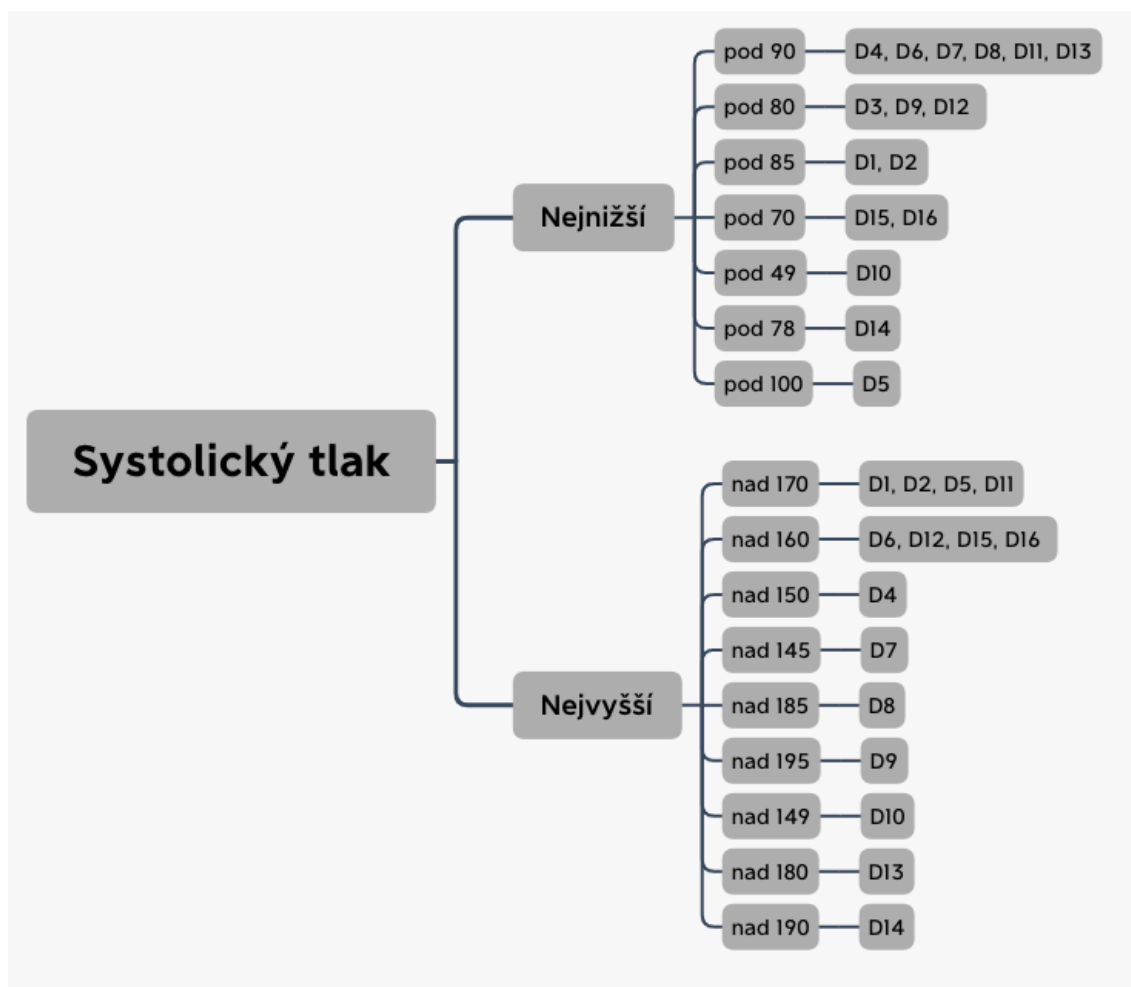 Systolický tlak
Nejnižší
pod 90 D4, D6, D7, D8, D11, D13
pod 80 D3, D9, D12
pod 85 D1, D2
pod 70 D15, D16
pod 49 D10
pod 78 D14
pod 100 D5
Nejvyšší
nad 170 D1, D2, D5, D11
nad 160 D6, D12, D15, D16
nad 150 D4
nad 145 D7
nad 185 D8
nad 195 D9
nad 149 D10
nad 180 D13
nad 190 D14